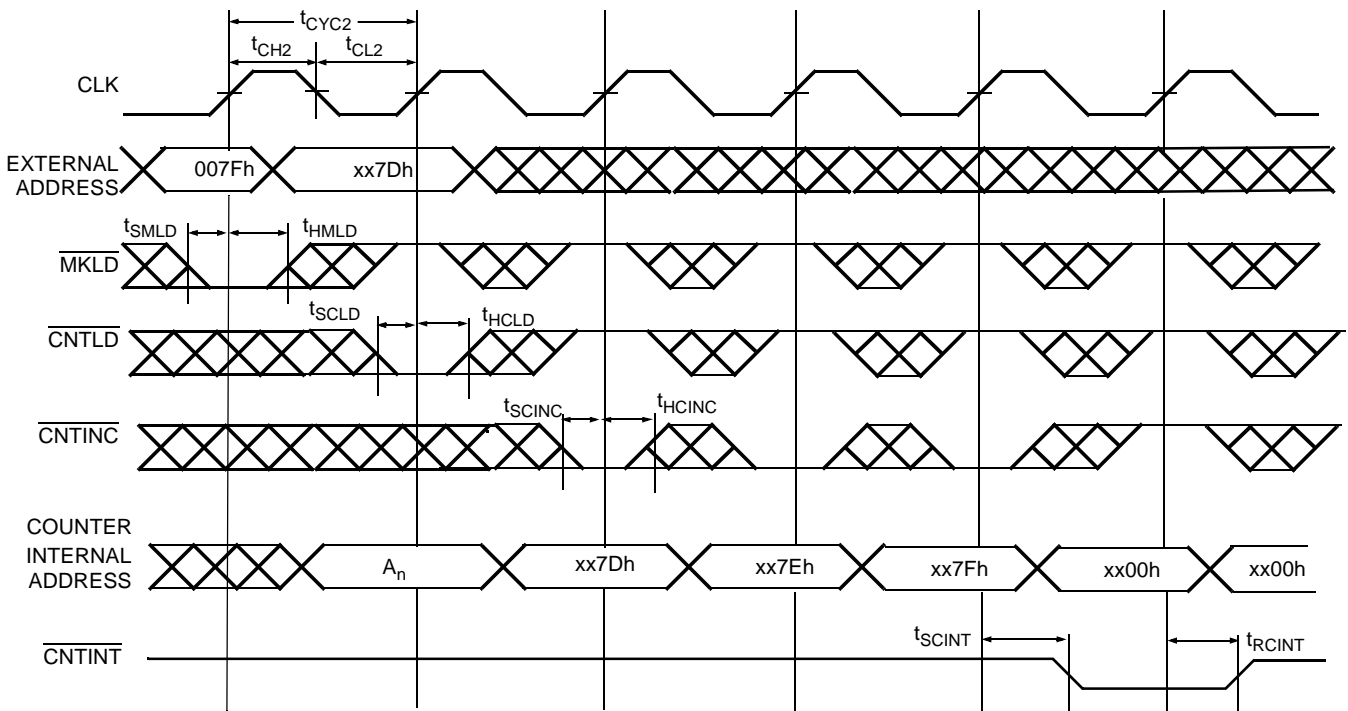 tCYC2
tCH2 tCL2
CLK
EXTERNAL
ADDRESS
007Fh xx7Dh
tSMLD tHMLD
MKLD
tSCLD tHCLD
CNTLD
tSCINC tHCINC
CNTINC
COUNTER
INTERNAL
ADDRESS
An xx7Dh xx7Eh xx7Fh xx00h xx00h
tSCINT tRCINT
CNTINT